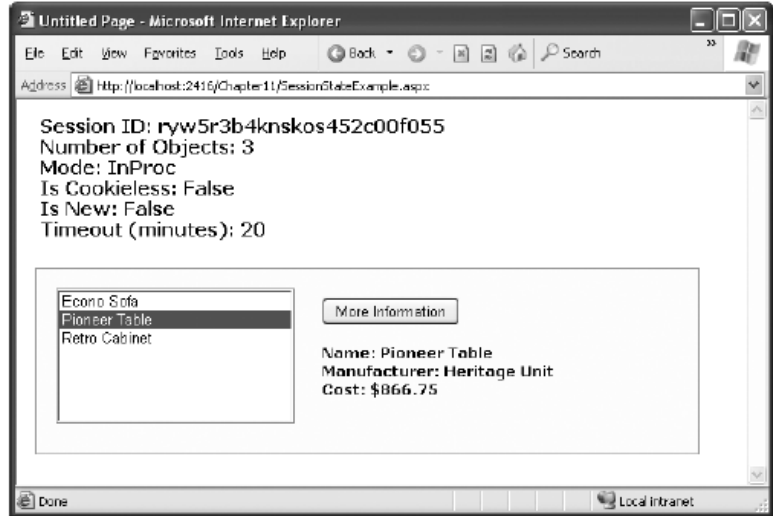 Untitled Page - Microsoft Internet Explorer
File Edit View Favorites Tools Help Back Search »
Address http://localhost:2416/Chapter11/SessionStateExample.aspx
Session ID: ryw5r3b4knskos452c00f055
Number of Objects: 3
Mode: InProc
Is Cookieless: False
Is New: False
Timeout (minutes): 20
Econo Sofa
Pioneer Table
Retro Cabinet
More Information
Name: Pioneer Table
Manufacturer: Heritage Unit
Cost: $866.75
Done Local intranet